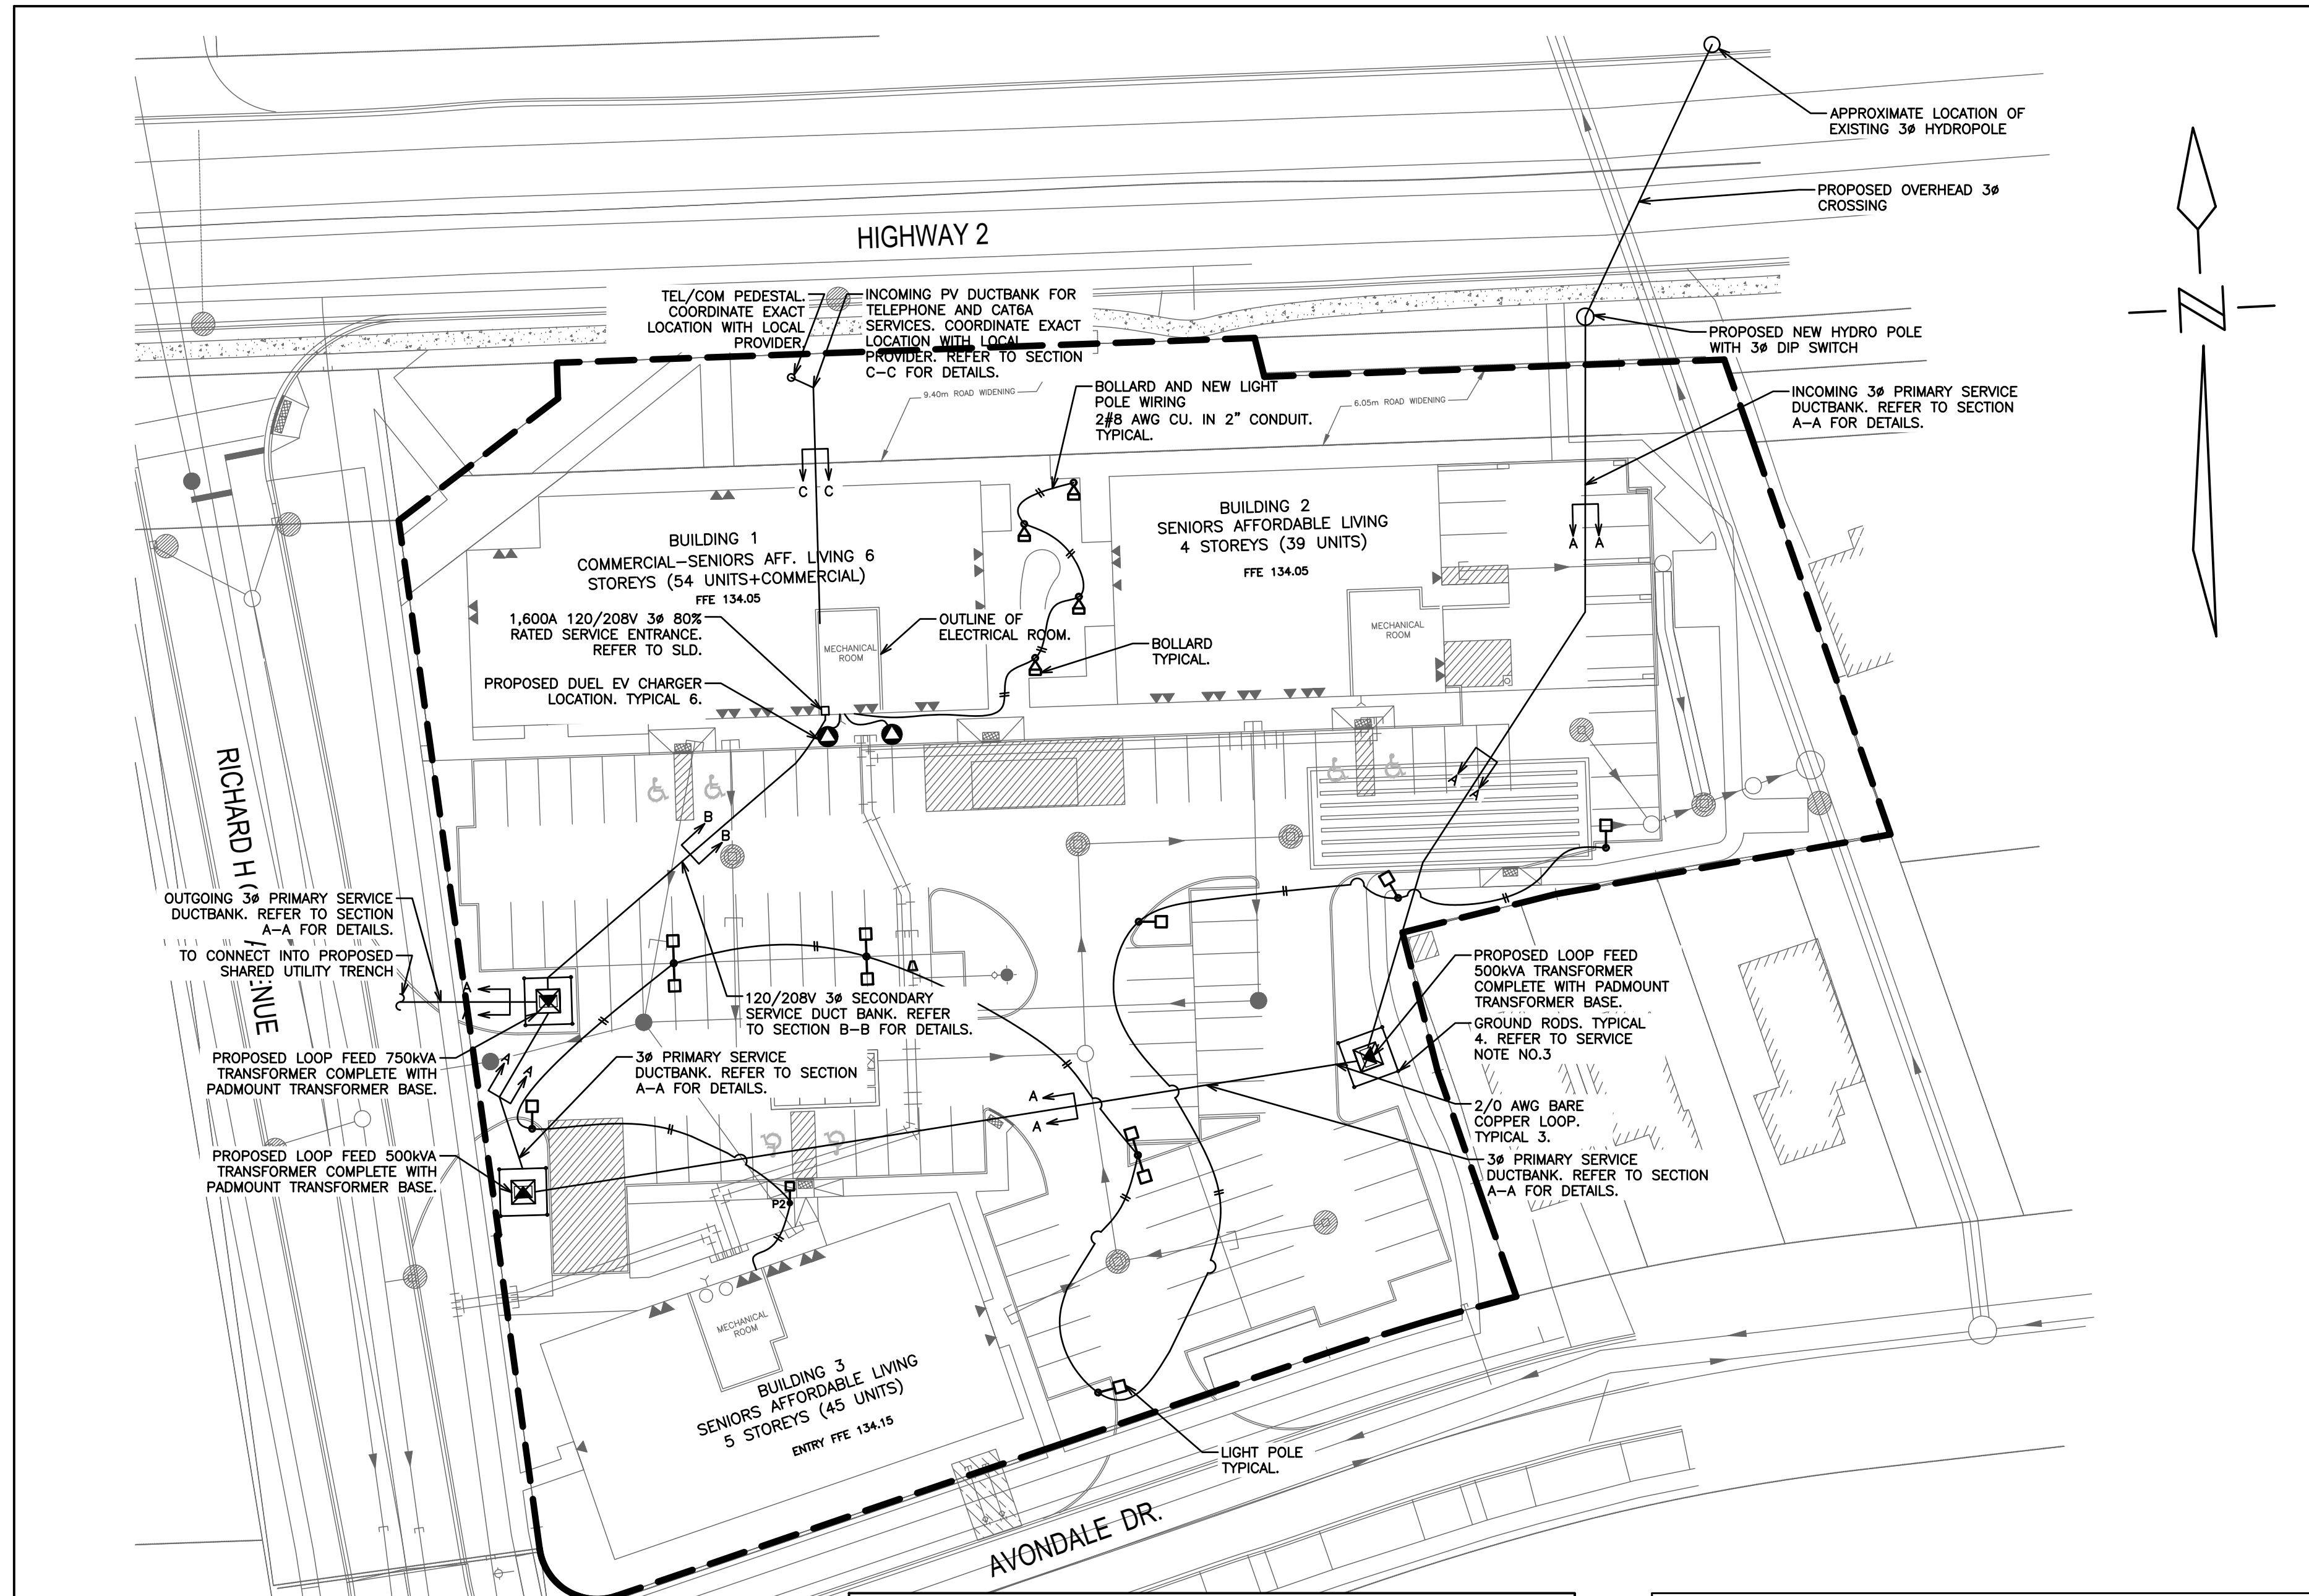 APPROXIMATE LOCATION OF
EXISTING 3ø HYDROPOLE
PROPOSED OVERHEAD 3ø
CROSSING
HIGHWAY 2
N
TEL/COM PEDESTAL.
COORDINATE EXACT
LOCATION WITH LOCAL
PROVIDER.
INCOMING PV DUCTBANK FOR
TELEPHONE AND CAT6A
SERVICES. COORDINATE EXACT
LOCATION WITH LOCAL
PROVIDER. REFER TO SECTION
C-C FOR DETAILS.
PROPOSED NEW HYDRO POLE
WITH 3ø DIP SWITCH
9.40m ROAD WIDENING
BOLLARD AND NEW LIGHT
POLE WIRING
2#8 AWG CU. IN 2" CONDUIT.
TYPICAL.
6.05m ROAD WIDENING
INCOMING 3ø PRIMARY SERVICE
DUCTBANK. REFER TO SECTION
A-A FOR DETAILS.
C C
A A
BUILDING 1
COMMERCIAL-SENIORS AFF. LIVING 6
STOREYS (54 UNITS+COMMERCIAL)
FFE 134.05
BUILDING 2
SENIORS AFFORDABLE LIVING
4 STOREYS (39 UNITS)
FFE 134.05
1,600A 120/208V 3ø 80%
RATED SERVICE ENTRANCE.
REFER TO SLD.
MECHANICAL
ROOM
OUTLINE OF
ELECTRICAL ROOM.
BOLLARD
TYPICAL.
MECHANICAL
ROOM
PROPOSED DUEL EV CHARGER
LOCATION. TYPICAL 6.
RICHARD H
ENUE
B
B
A
A
OUTGOING 3ø PRIMARY SERVICE
DUCTBANK. REFER TO SECTION
A-A FOR DETAILS.
TO CONNECT INTO PROPOSED
SHARED UTILITY TRENCH
A
A
120/208V 3ø SECONDARY
SERVICE DUCT BANK. REFER
TO SECTION B-B FOR DETAILS.
PROPOSED LOOP FEED
500kVA TRANSFORMER
COMPLETE WITH PADMOUNT
TRANSFORMER BASE.
GROUND RODS. TYPICAL
4. REFER TO SERVICE
NOTE NO.3
PROPOSED LOOP FEED 750kVA
TRANSFORMER COMPLETE WITH
PADMOUNT TRANSFORMER BASE.
A
A
3ø PRIMARY SERVICE
DUCTBANK. REFER TO SECTION
A-A FOR DETAILS.
A
A
2/0 AWG BARE
COPPER LOOP.
TYPICAL 3.
PROPOSED LOOP FEED 500kVA
TRANSFORMER COMPLETE WITH
PADMOUNT TRANSFORMER BASE.
3ø PRIMARY SERVICE
DUCTBANK. REFER TO SECTION
A-A FOR DETAILS.
P2
MECHANICAL
ROOM
BUILDING 3
SENIORS AFFORDABLE LIVING
5 STOREYS (45 UNITS)
ENTRY FFE 134.15
LIGHT POLE
TYPICAL.
AVONDALE DR.